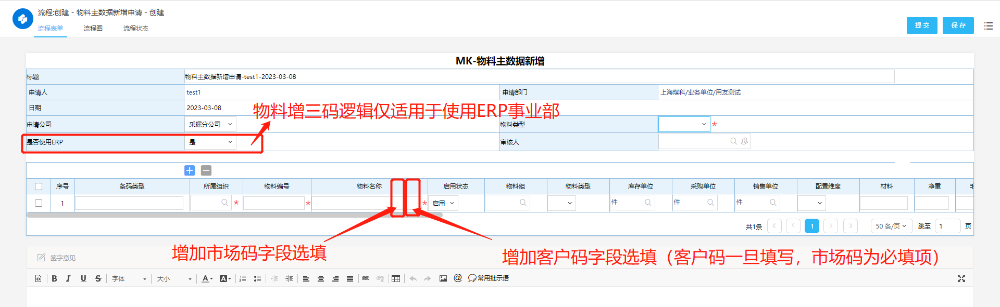 流程:创建 - 物料主数据新增申请 - 创建
流程表单 流程图 流程状态
提交 保存
MK-物料主数据新增
标题 物料主数据新增申请-test1-2023-03-08
申请人 test1 申请部门 上海煤科/业务单位/用友测试
日期 2023-03-08
物料增三码逻辑仅适用于使用ERP事业部
申请公司 采掘分公司 物料类型 *
是否使用ERP 是 审核人
序号 条码类型 所属组织 物料编号 物料名称 启用状态 物料组 物料类型 库存单位 采购单位 销售单位 配置维度 材料 净重
1 * * * 启用 件 件 件
共1条 1 50 条/页 跳至 1 页
增加市场码字段选填
增加客户码字段选填（客户码一旦填写，市场码为必填项）
签字意见
B I U S 字体 大小 A A @ 常用批示语